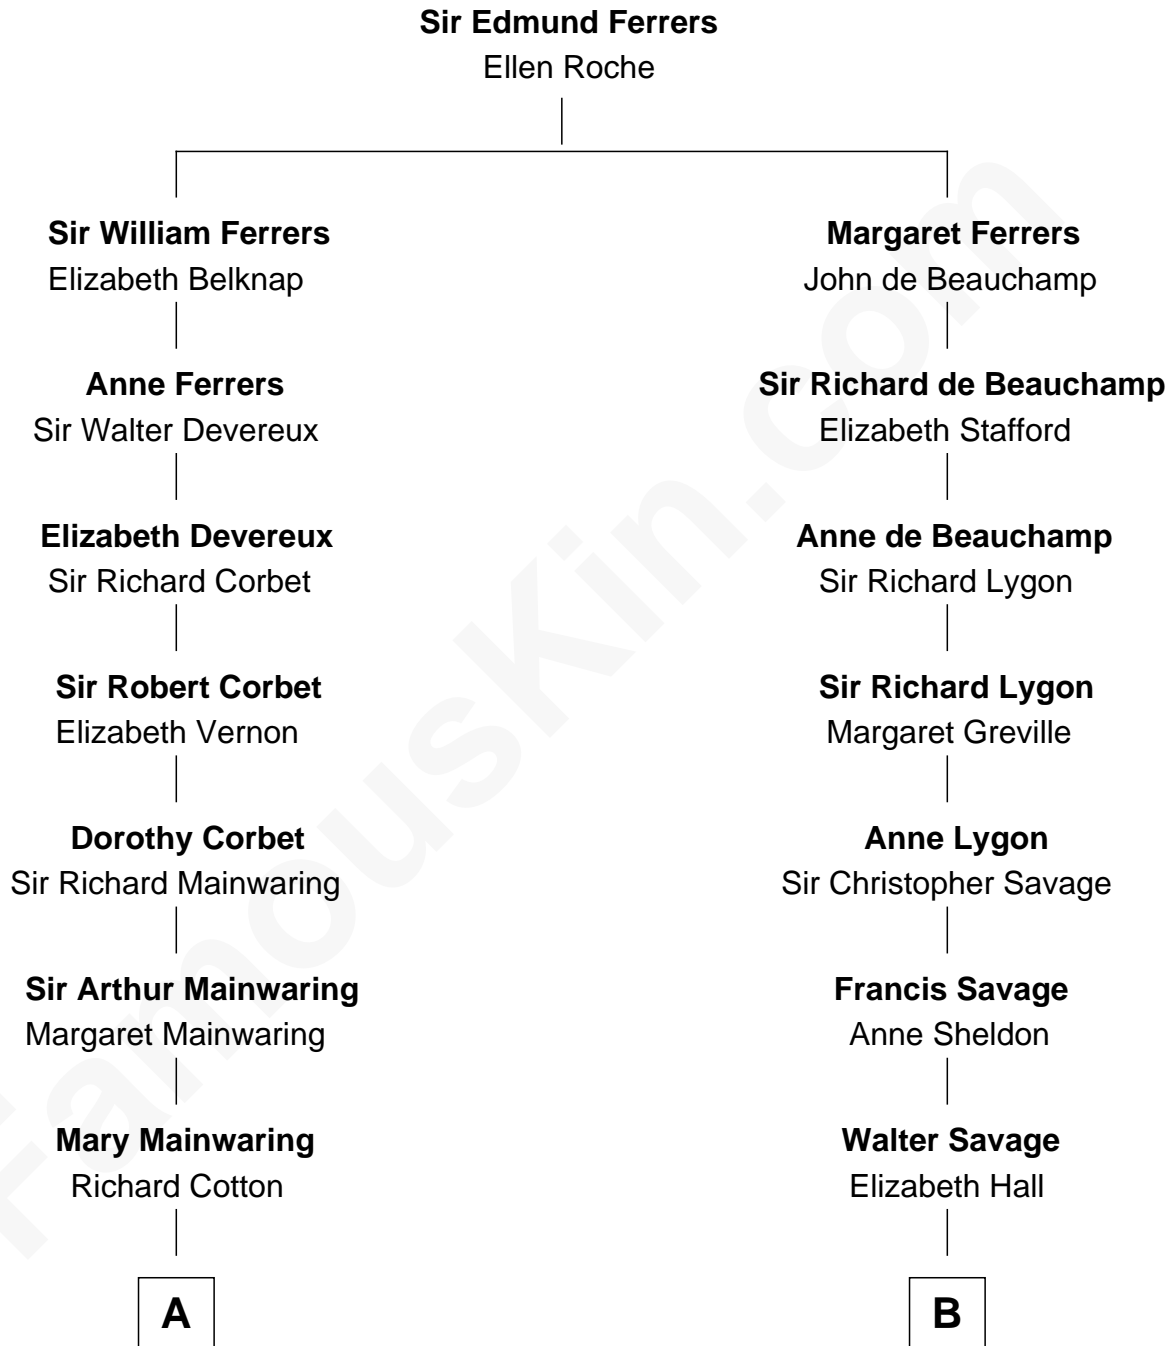 Sir Edmund Ferrers
Ellen Roche
Sir William Ferrers
Elizabeth Belknap
Margaret Ferrers
John de Beauchamp
Anne Ferrers
Sir Walter Devereux
Sir Richard de Beauchamp
Elizabeth Stafford
Elizabeth Devereux
Sir Richard Corbet
Anne de Beauchamp
Sir Richard Lygon
Sir Robert Corbet
Elizabeth Vernon
Sir Richard Lygon
Margaret Greville
Dorothy Corbet
Sir Richard Mainwaring
Anne Lygon
Sir Christopher Savage
Sir Arthur Mainwaring
Margaret Mainwaring
Francis Savage
Anne Sheldon
Mary Mainwaring
Richard Cotton
Walter Savage
Elizabeth Hall
A
B
FamousKin.com